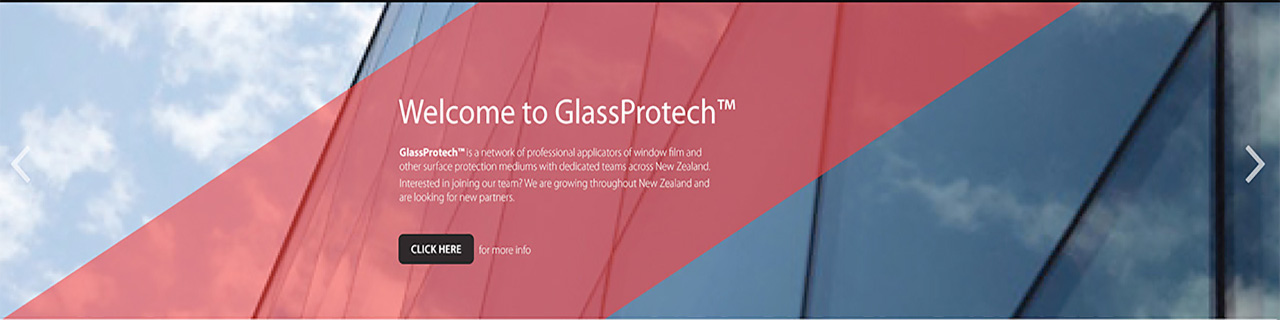 Welcome to GlassProtech™
GlassProtech™ is a network of professional applicators of window film and
other surface protection mediums with dedicated teams across New Zealand.
Interested in joining our team? We are growing throughout New Zealand and
are looking for new partners.
CLICK HERE for more info